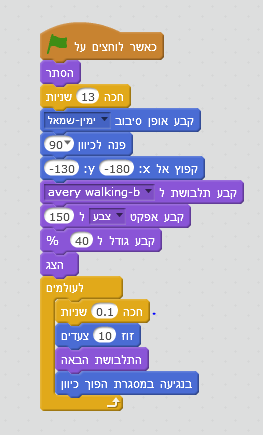 כאשר לוחצים על
הסתר
חכה 13 שניות
קבע אופן סיבוב ימין-שמאל
פנה לכיוון 90
קפוץ אל x: -180 y: -130
קבע תלבושת ל avery walking-b
קבע אפקט צבע ל 150
קבע גודל ל 40 %
הצג
לעולמים
חכה 0.1 שניות
זוז 10 צעדים
התלבושת הבאה
בנגיעה במסגרת הפוך כיוון